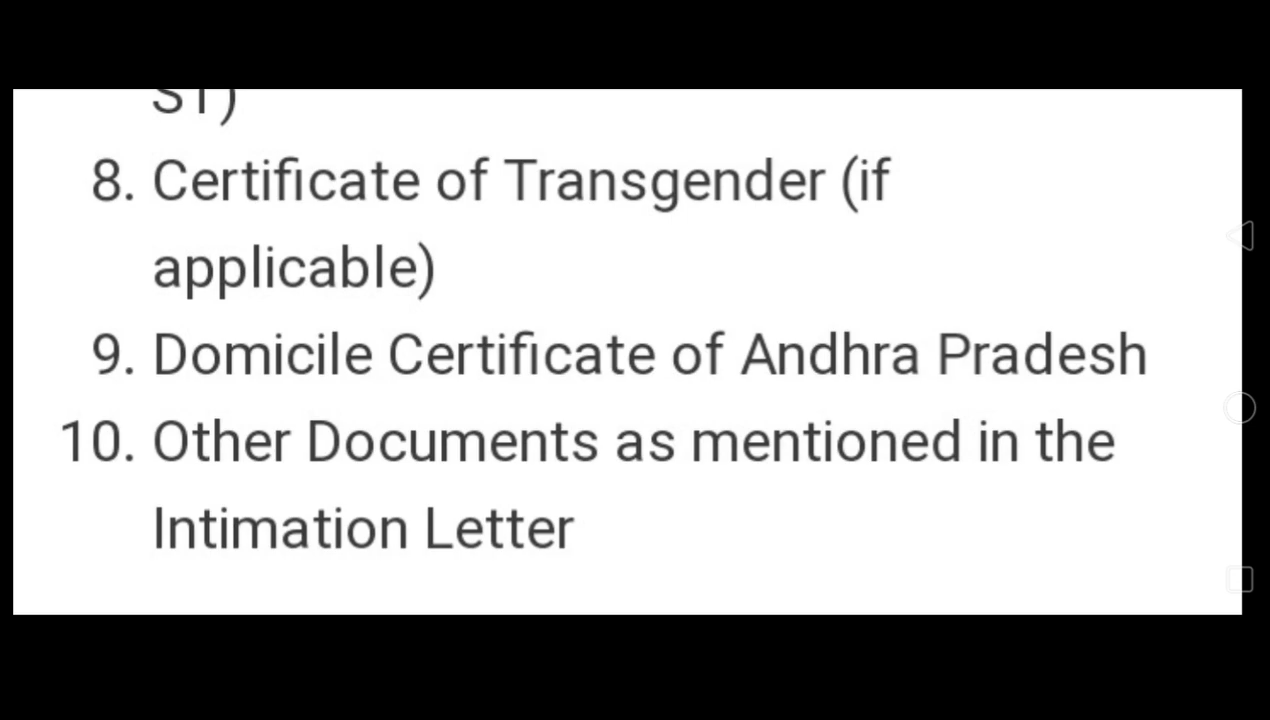 ST)
8. Certificate of Transgender (if
applicable)
9. Domicile Certificate of Andhra Pradesh
10. Other Documents as mentioned in the
Intimation Letter